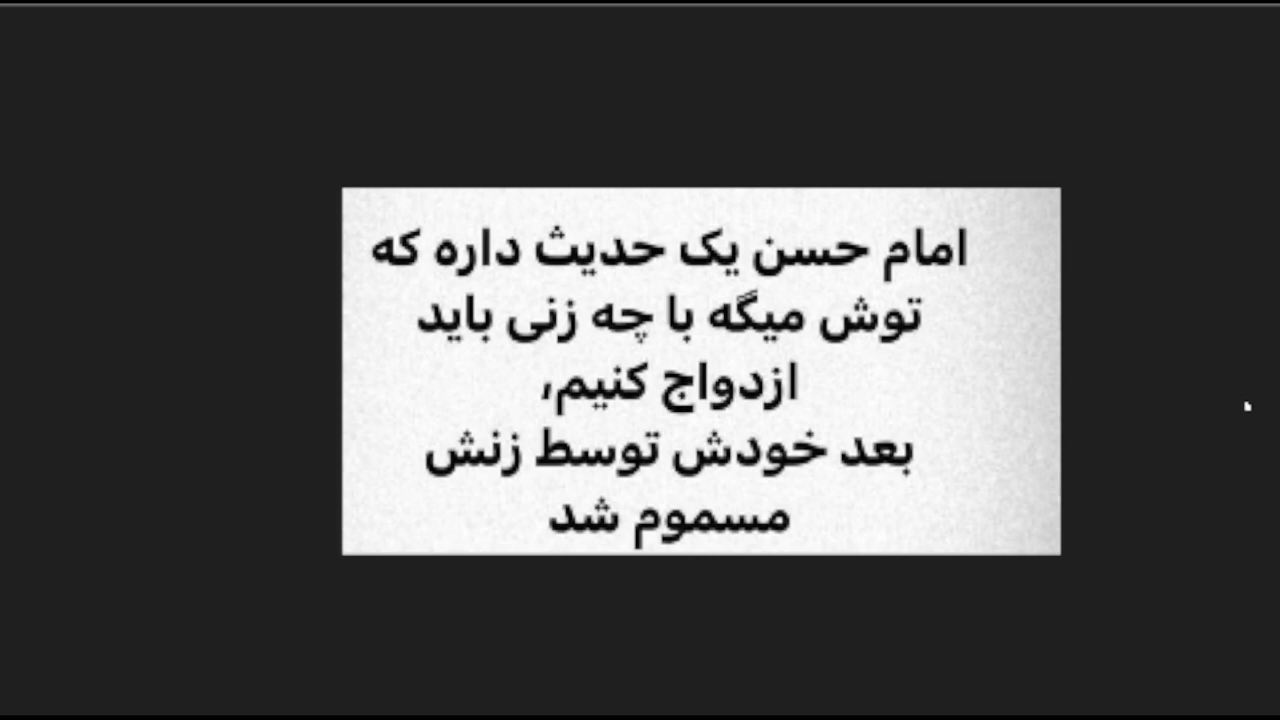 امام حسن یک حدیث داره که
توش میگه با چه زنی باید
ازدواج کنیم،
بعد خودش توسط زنش
مسموم شد